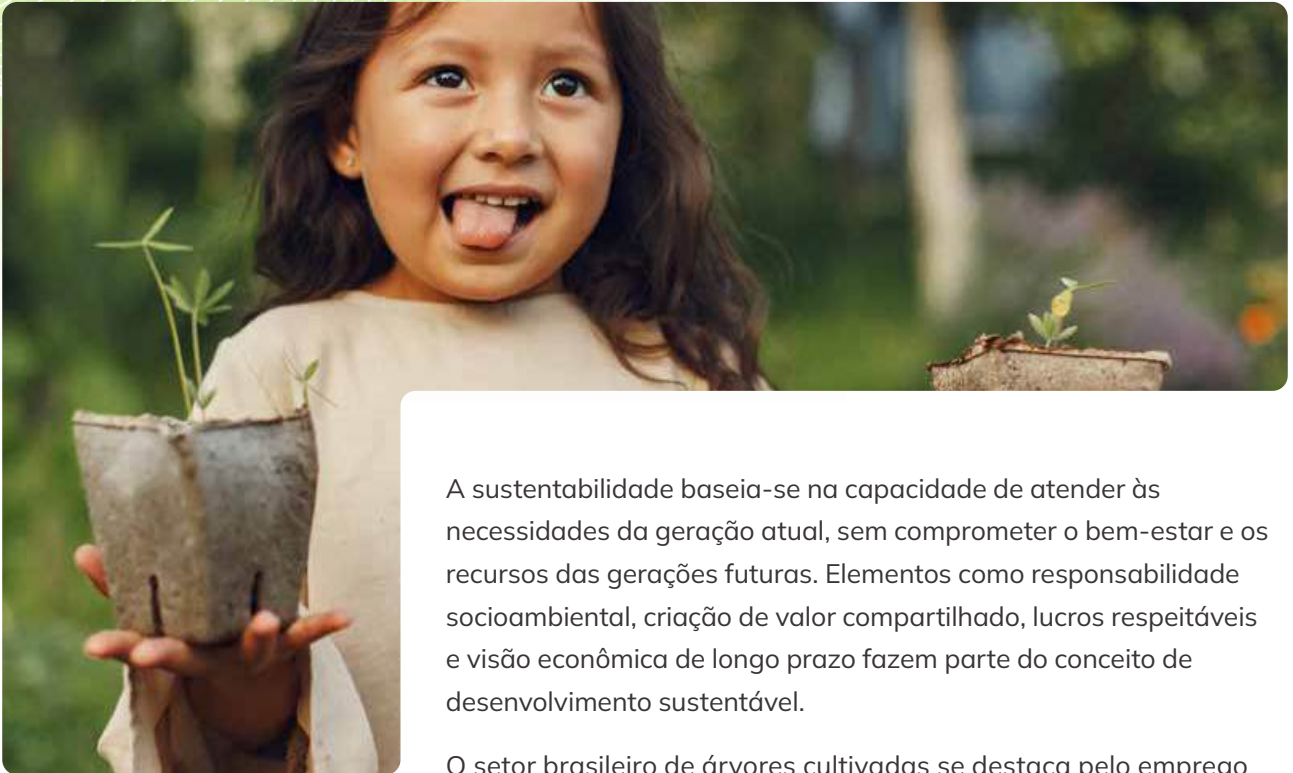 A sustentabilidade baseia-se na capacidade de atender às
necessidades da geração atual, sem comprometer o bem-estar e os
recursos das gerações futuras. Elementos como responsabilidade
socioambiental, criação de valor compartilhado, lucros respeitáveis
e visão econômica de longo prazo fazem parte do conceito de
desenvolvimento sustentável.
O setor brasileiro de árvores cultivadas se destaca pelo emprego